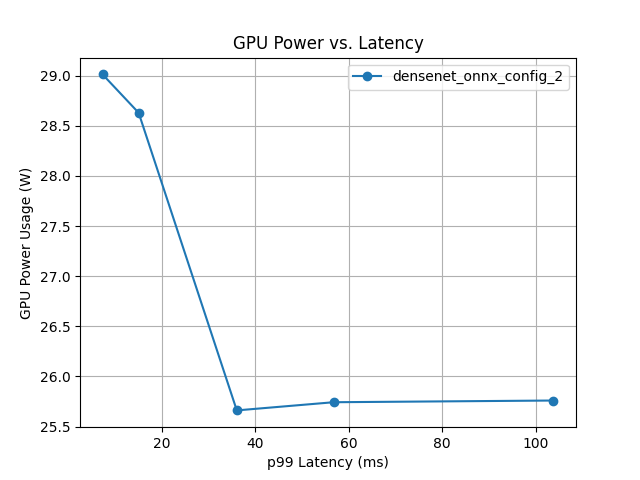 GPU Power vs. Latency
densenet_onnx_config_2
GPU Power Usage (W)
29.0
28.5
28.0
27.5
27.0
26.5
26.0
25.5
20 40 60 80 100
p99 Latency (ms)